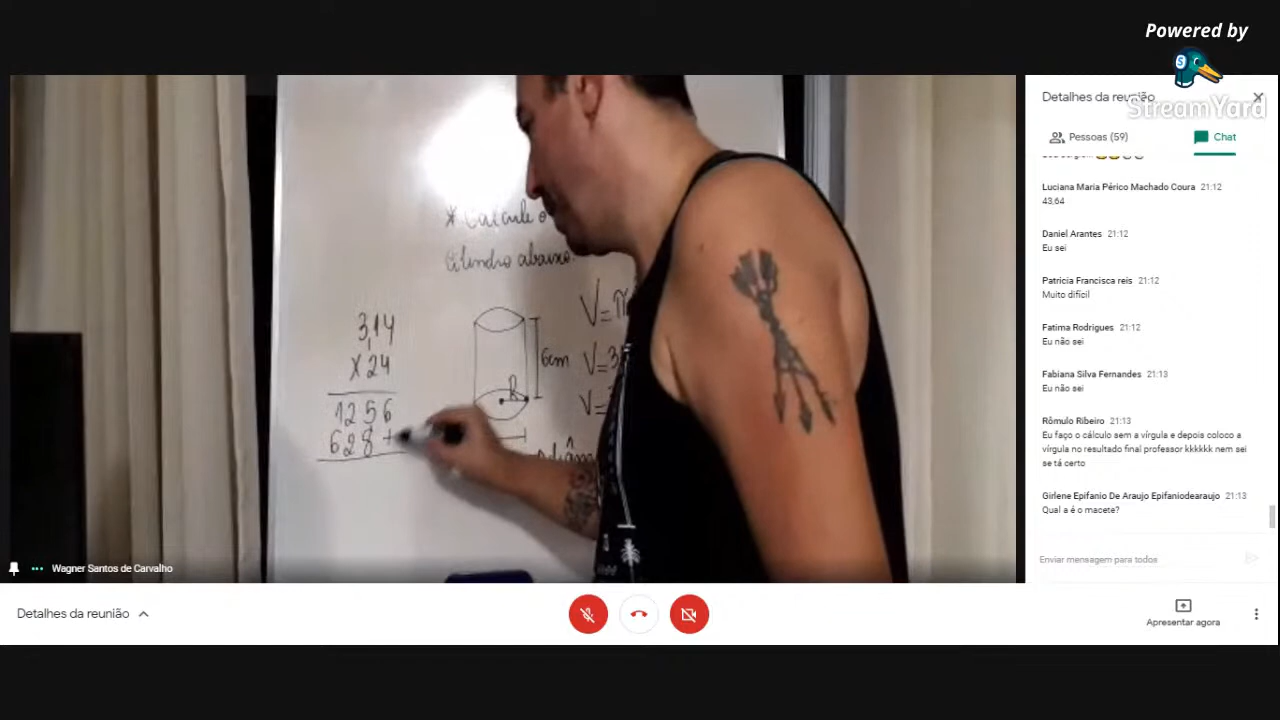 Powered by
StreamYard
* Calcule o
Cilindro abaixo.
3,14
x 24
1256
628 +
6cm
R
V=π
V=3
V=
Wagner Santos de Carvalho
Detalhes da reunião
Pessoas (59)
Chat
Luciana Maria Périco Machado Coura 21:12
43,64
Daniel Arantes 21:12
Eu sei
Patricia Francisca reis 21:12
Muito difícil
Fatima Rodrigues 21:12
Eu não sei
Fabiana Silva Fernandes 21:13
Eu não sei
Rômulo Ribeiro 21:13
Eu faço o cálculo sem a vírgula e depois coloco a
vírgula no resultado final professor kkkkkk nem sei
se tá certo
Girlene Epifanio De Araujo Epifaniodearaujo 21:13
Qual a é o macete?
Enviar mensagem para todos
Detalhes da reunião
Apresentar agora